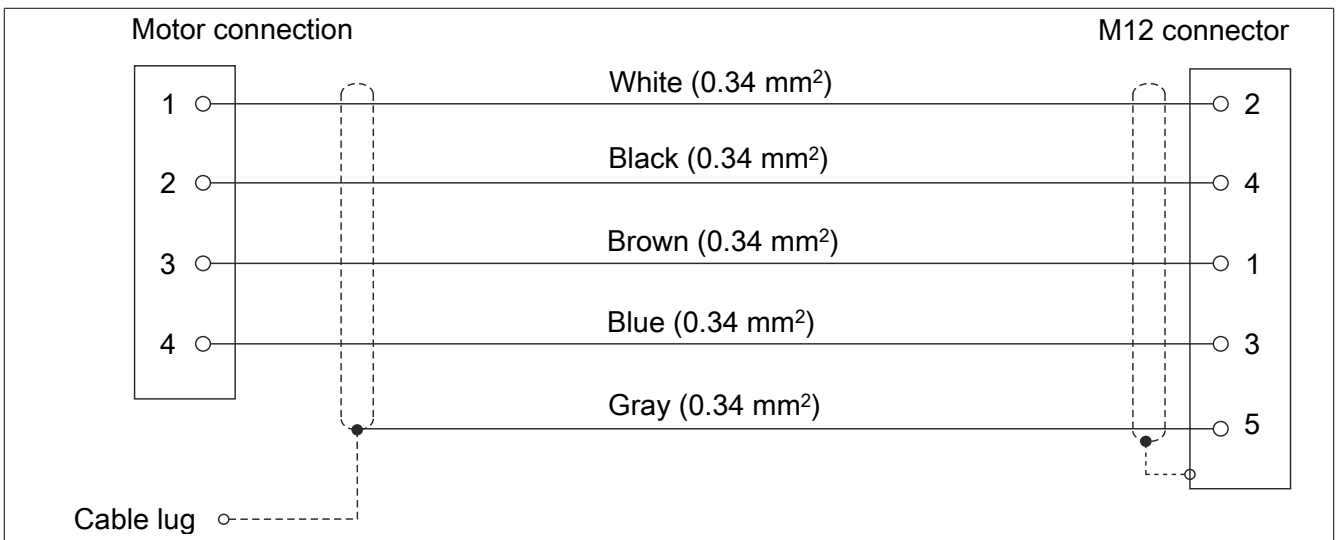 Motor connection
M12 connector
1 White (0.34 mm²) 2
2 Black (0.34 mm²) 4
3 Brown (0.34 mm²) 1
4 Blue (0.34 mm²) 3
Gray (0.34 mm²) 5
Cable lug